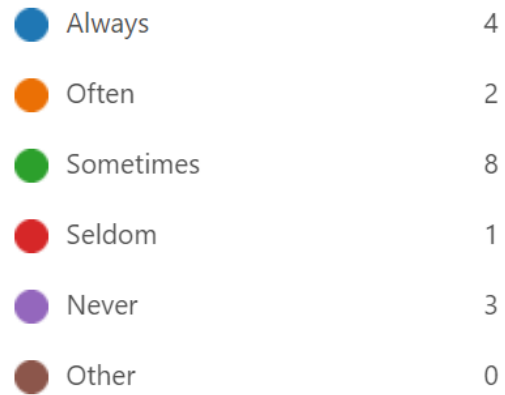 Always 4
Often 2
Sometimes 8
Seldom 1
Never 3
Other 0